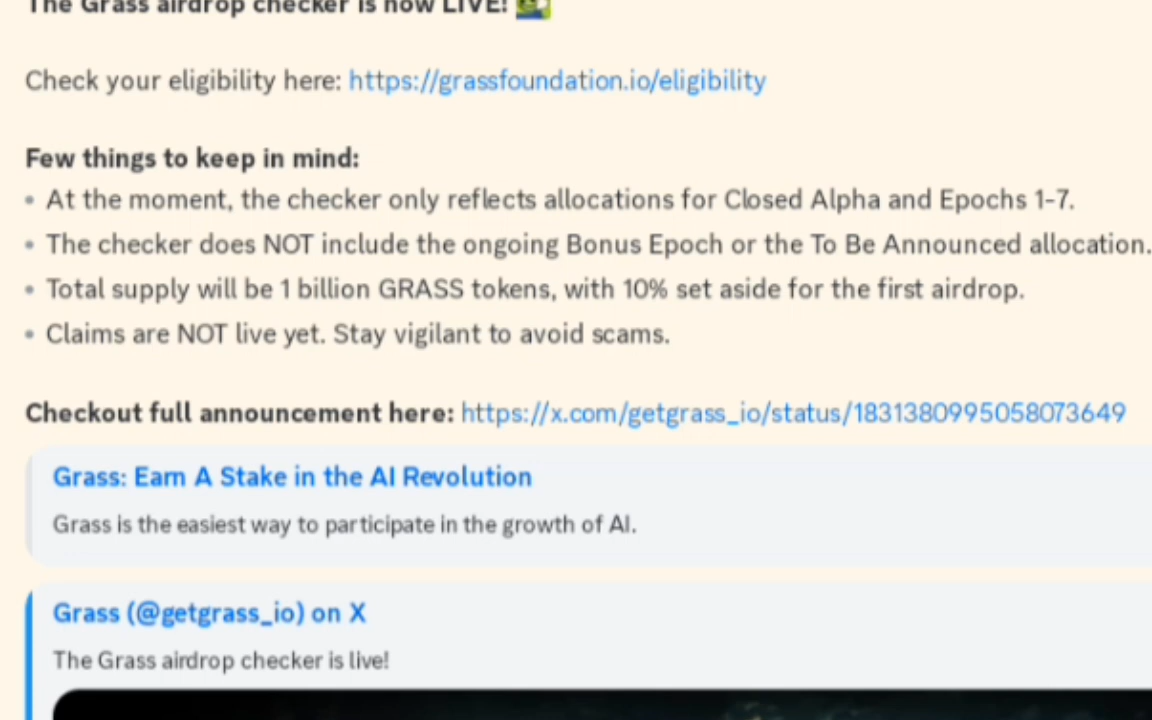 The Grass airdrop checker is now LIVE!
Check your eligibility here: https://grassfoundation.io/eligibility
Few things to keep in mind:
• At the moment, the checker only reflects allocations for Closed Alpha and Epochs 1-7.
• The checker does NOT include the ongoing Bonus Epoch or the To Be Announced allocation.
• Total supply will be 1 billion GRASS tokens, with 10% set aside for the first airdrop.
• Claims are NOT live yet. Stay vigilant to avoid scams.
Checkout full announcement here: https://x.com/getgrass_io/status/1831380995058073649
Grass: Earn A Stake in the AI Revolution
Grass is the easiest way to participate in the growth of AI.
Grass (@getgrass_io) on X
The Grass airdrop checker is live!